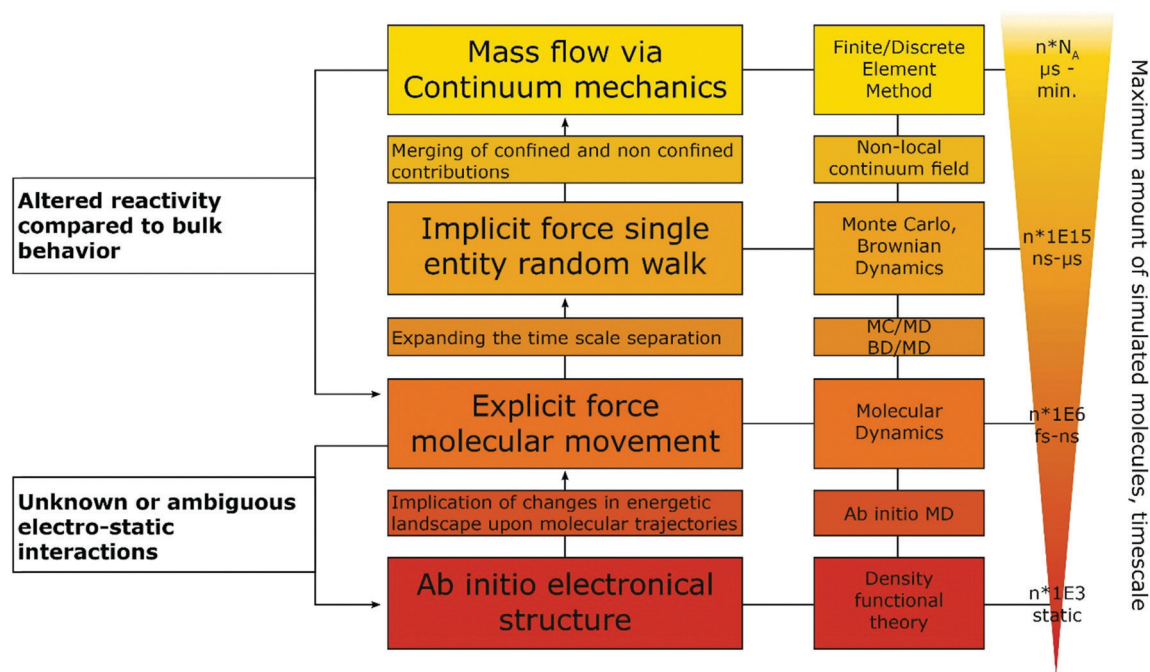 Mass flow via
Continuum mechanics
Finite/Discrete
Element
Method
n*N_A
µs -
min.
Merging of confined and non confined
contributions
Non-local
continuum field
Altered reactivity
compared to bulk
behavior
Implicit force single
entity random walk
Monte Carlo,
Brownian
Dynamics
n*1E15
ns-µs
Expanding the time scale separation
MC/MD
BD/MD
Explicit force
molecular movement
Molecular
Dynamics
n*1E6
fs-ns
Unknown or ambiguous
electro-static
interactions
Implication of changes in energetic
landscape upon molecular trajectories
Ab initio MD
Ab initio electronical
structure
Density
functional
theory
n*1E3
static
Maximum amount of simulated molecules, timescale